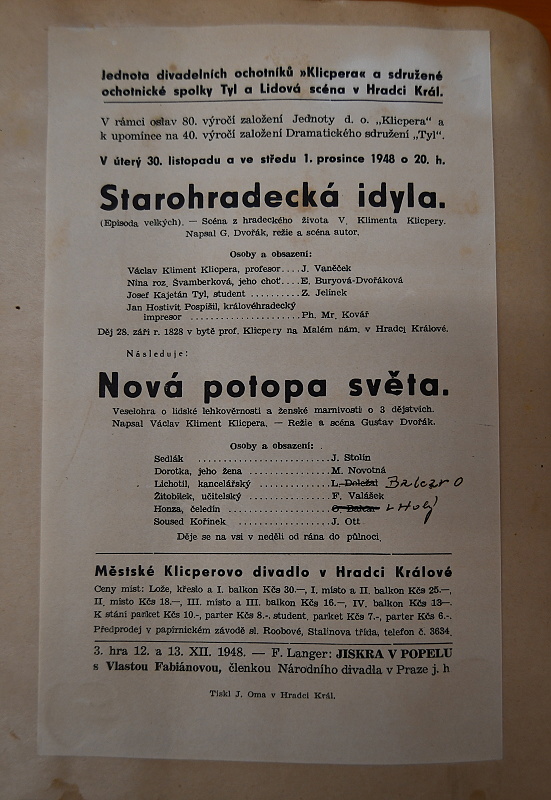 Jednota divadelních ochotníků »Klicpera« a sdružené
ochotnické spolky Tyl a Lidová scéna v Hradci Král.
V rámci oslav 80. výročí založení Jednoty d. o. „Klicpera“ a
k upomínce na 40. výročí založení Dramatického sdružení „Tyl“.
V úterý 30. listopadu a ve středu 1. prosince 1948 o 20. h.
Starohradecká idyla.
(Episoda velkých). — Scéna z hradeckého života V. Klimenta Klicpery.
Napsal G. Dvořák, režie a scéna autor.
Osoby a obsazení:
Václav Kliment Klicpera, profesor.... J. Vaněček
Nina roz. Švamberková, jeho choť....E. Buryová-Dvořáková
Josef Kajetán Tyl, student ..........Z. Jelínek
Jan Hostivít Pospíšil, královéhradecký
impresor ......................Ph. Mr. Kovář
Děj 28. září r. 1828 v bytě prof. Klicpery na Malém nám. v Hradci Králové.
Následuje:
Nová potopa světa.
Veselohra o lidské lehkověrnosti a ženské marnivosti o 3 dějstvích.
Napsal Václav Kliment Klicpera. — Režie a scéna Gustav Dvořák.
Osoby a obsazení:
Sedlák ......................J. Stolín
Dorotka, jeho žena ..............M. Novotná
Lichotil, kancelářský ............L. Doležal Balcar O
Žitobílek, učitelský ..............F. Valášek
Honza, čeledín ..................O. Balcar L Holý
Soused Kořínek ................J. Ott
Děje se na vsi v neděli od rána do půlnoci.
Městské Klicperovo divadlo v Hradci Králové
Ceny míst: Lože, křeslo a I. balkon Kčs 30.—, I. místo a II. balkon Kčs 25.—,
II. místo Kčs 18.—, III. místo a III. balkon Kčs 16.—, IV. balkon Kčs 13.—
K stání parket Kčs 10.-, parter Kčs 8.-, student. parket Kčs 7.-, parter Kčs 6.-.
Předprodej v papírnickém závodě sl. Roobové, Stalinova třída, telefon č. 3634.
3. hra 12. a 13. XII. 1948. — F. Langer: JISKRA V POPELU
s Vlastou Fabiánovou, členkou Národního divadla v Praze j. h
Tiskl J. Oma v Hradci Král.